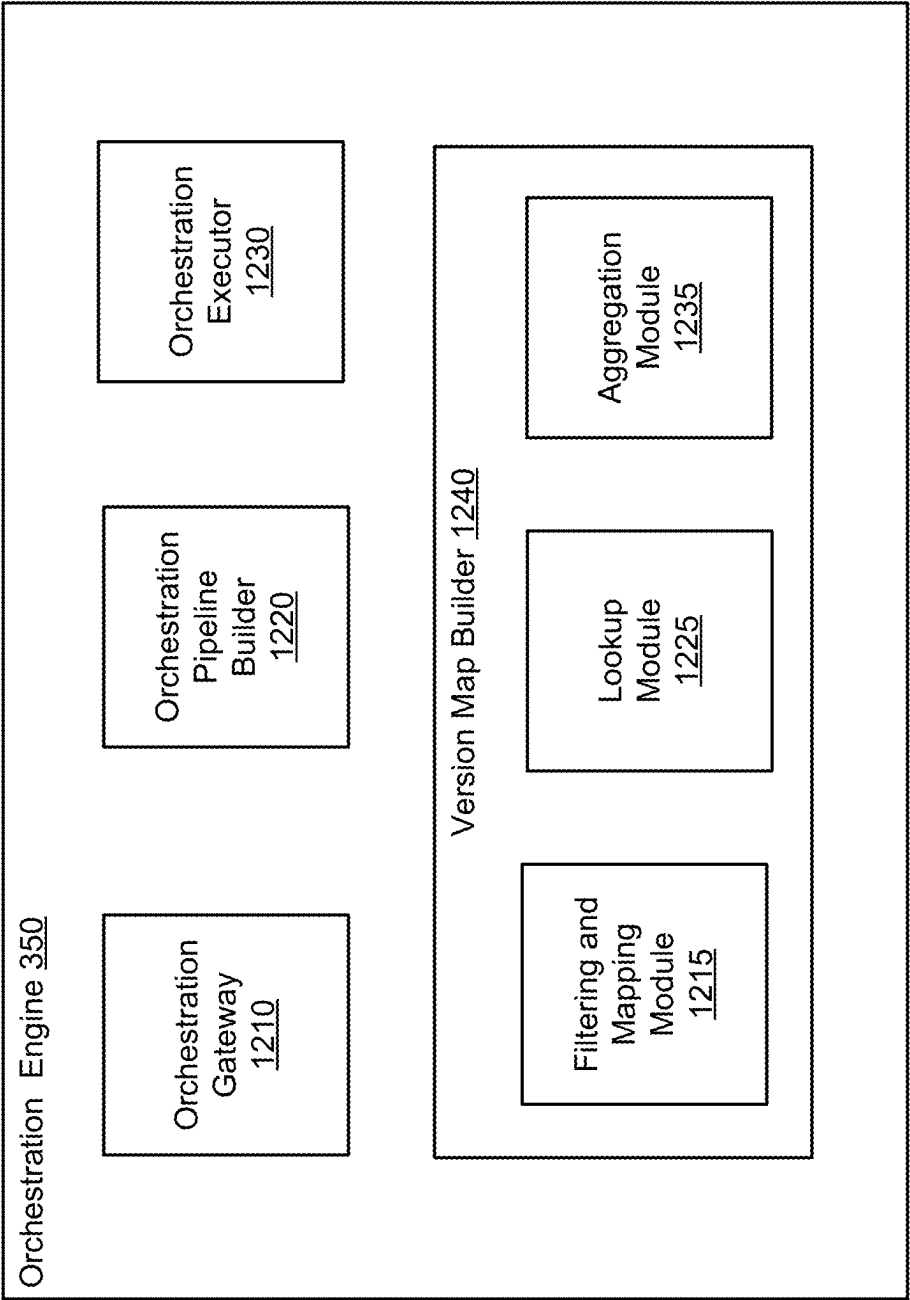 Orchestration Engine 350
Orchestration
Gateway
1210
Orchestration
Pipeline
Builder
1220
Orchestration
Executor
1230
Version Map Builder 1240
Filtering and
Mapping
Module
1215
Lookup
Module
1225
Aggregation
Module
1235